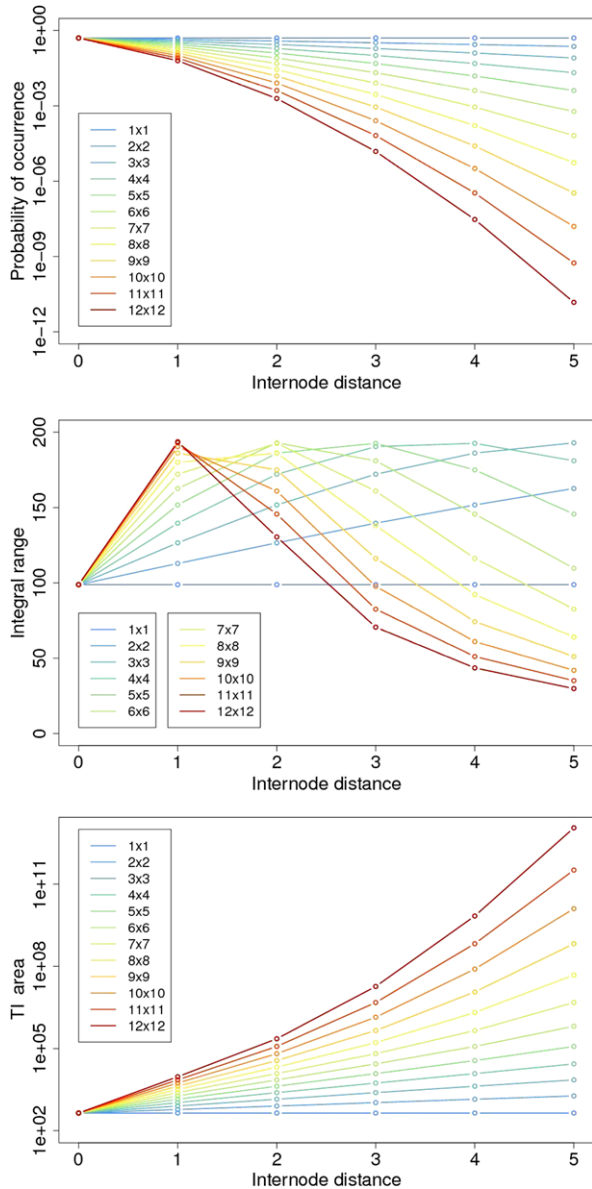 Probability of occurrence
1e+00
1e−03
1e−06
1e−09
1e−12
1x1
2x2
3x3
4x4
5x5
6x6
7x7
8x8
9x9
10x10
11x11
12x12
0 1 2 3 4 5
Internode distance
Integral range
200
150
100
50
0
1x1
2x2
3x3
4x4
5x5
6x6
7x7
8x8
9x9
10x10
11x11
12x12
0 1 2 3 4 5
Internode distance
TI area
1e+11
1e+08
1e+05
1e+02
1x1
2x2
3x3
4x4
5x5
6x6
7x7
8x8
9x9
10x10
11x11
12x12
0 1 2 3 4 5
Internode distance